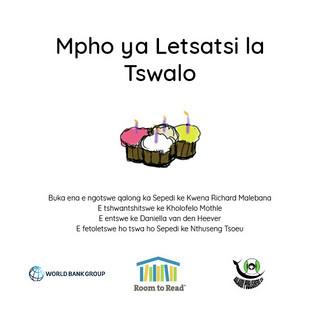 Mpho ya Letsatsi la
Tswalo
Buka ena e ngotswe qalong ka Sepedi ke Kwena Richard Malebana
E tshwantshitswe ke Kholofelo Mothle
E entswe ke Daniella van den Heever
E fetoletswe ho tswa ho Sepedi ke Nthuseng Tsoeu
WORLD BANK GROUP
Room to Read